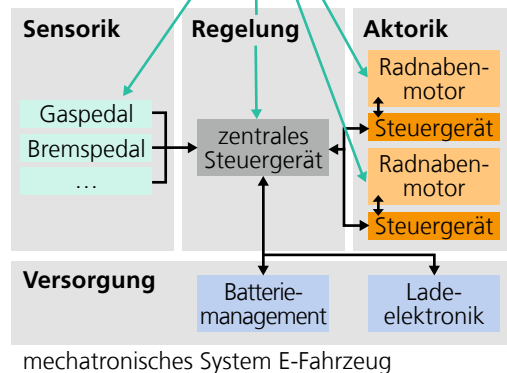 Sensorik
Gaspedal
Bremspedal
…
Regelung
zentrales
Steuergerät
Aktorik
Radnaben-
motor
Steuergerät
Radnaben-
motor
Steuergerät
Versorgung
Batterie-
management
Lade-
elektronik
mechatronisches System E-Fahrzeug